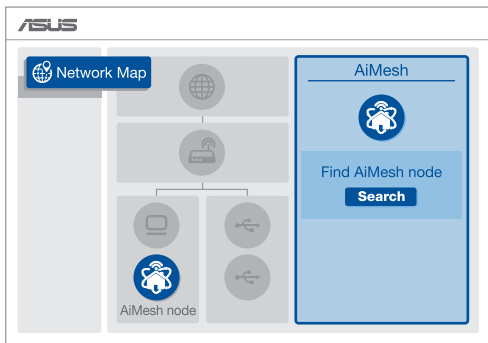 ASUS
Network Map
AiMesh
Find AiMesh node
Search
AiMesh node